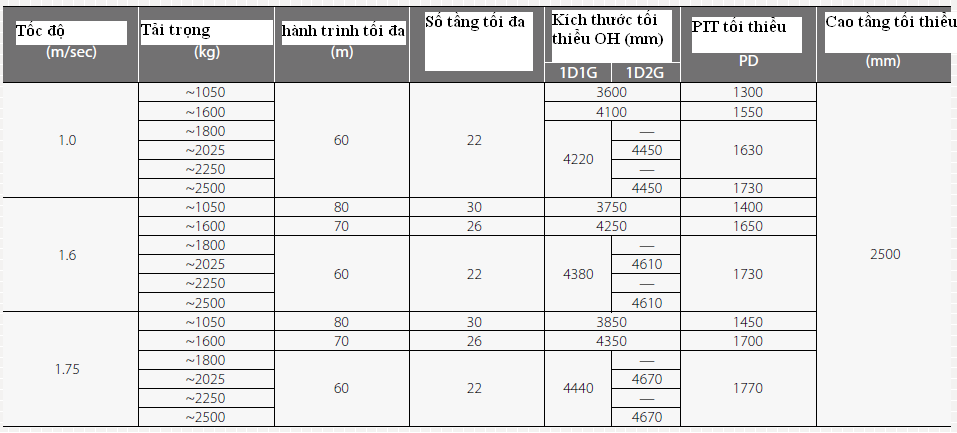 Tốc độ (m/sec) Tải trọng (kg) hành trình tối đa (m) Số tầng tối đa Kich thước tối thiểu OH (mm) PIT tối thiểu PD Cao tầng tối thiểu (mm)
1D1G 1D2G
1.0 ~1050 60 22 3600 1300 2500
~1600 4100 1550
~1800 4220 — 1630
~2025 4450
~2250 —
~2500 4450 1730
1.6 ~1050 80 30 3750 1400
~1600 70 26 4250 1650
~1800 60 22 4380 — 1730
~2025 4610
~2250 —
~2500 4610
1.75 ~1050 80 30 3850 1450
~1600 70 26 4350 1700
~1800 60 22 4440 — 1770
~2025 4670
~2250 —
~2500 4670